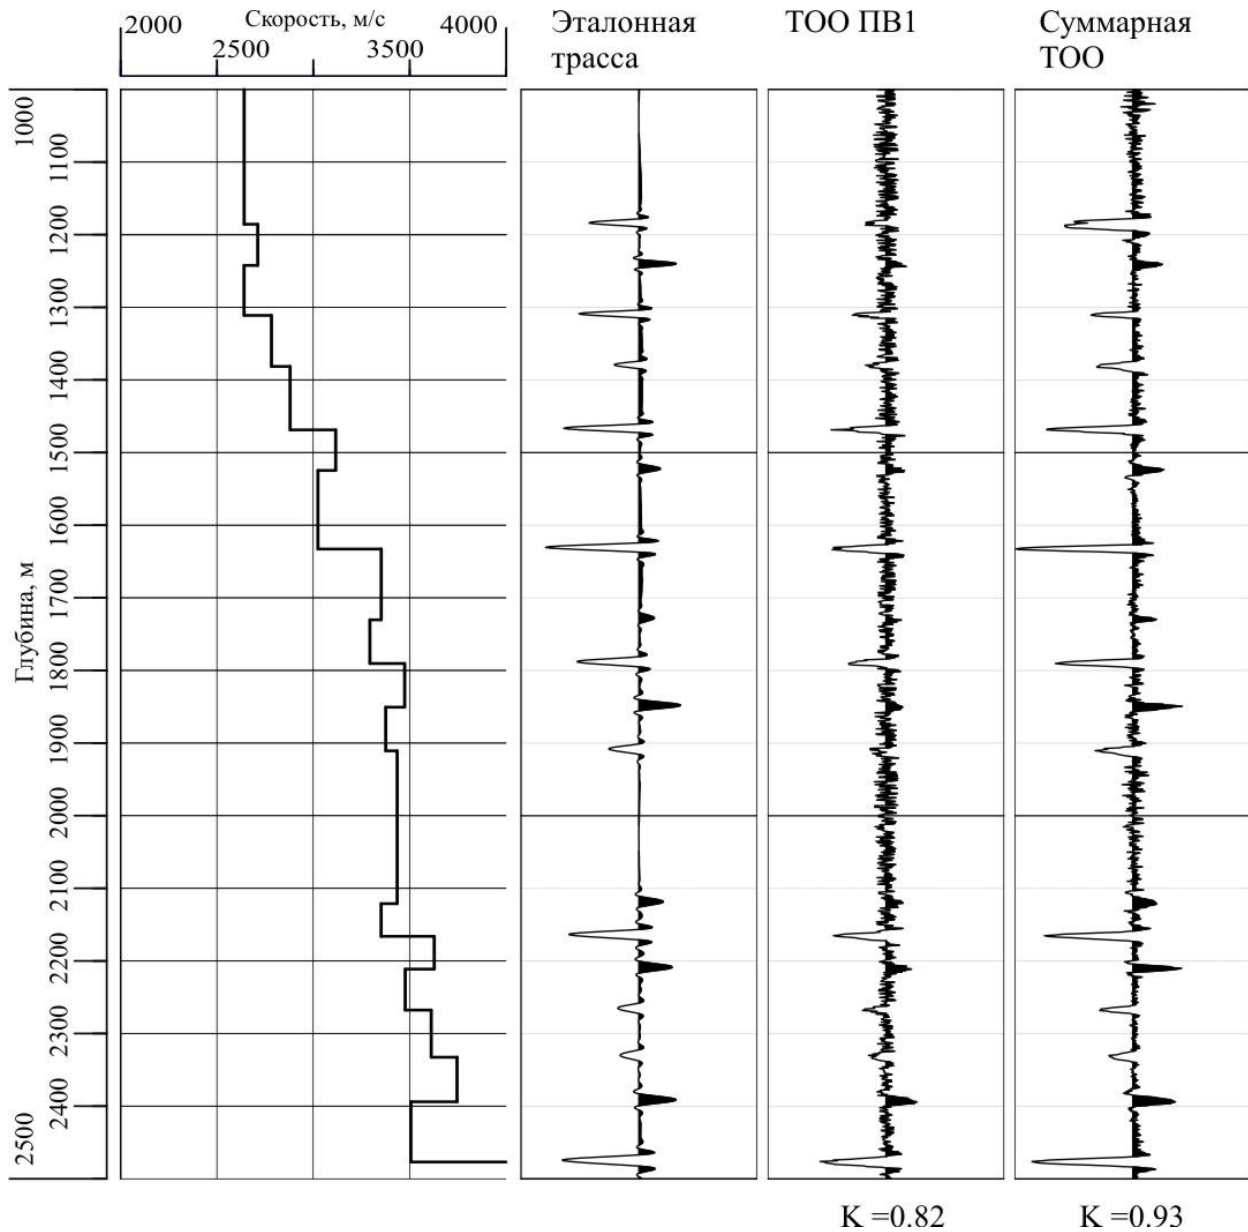 2000
Скорость, м/с
4000
2500
3500
Эталонная
трасса
ТОО ПВ1
Суммарная
ТОО
Глубина, м
1000
1100
1200
1300
1400
1500
1600
1700
1800
1900
2000
2100
2200
2300
2400
2500
K =0.82
K =0.93